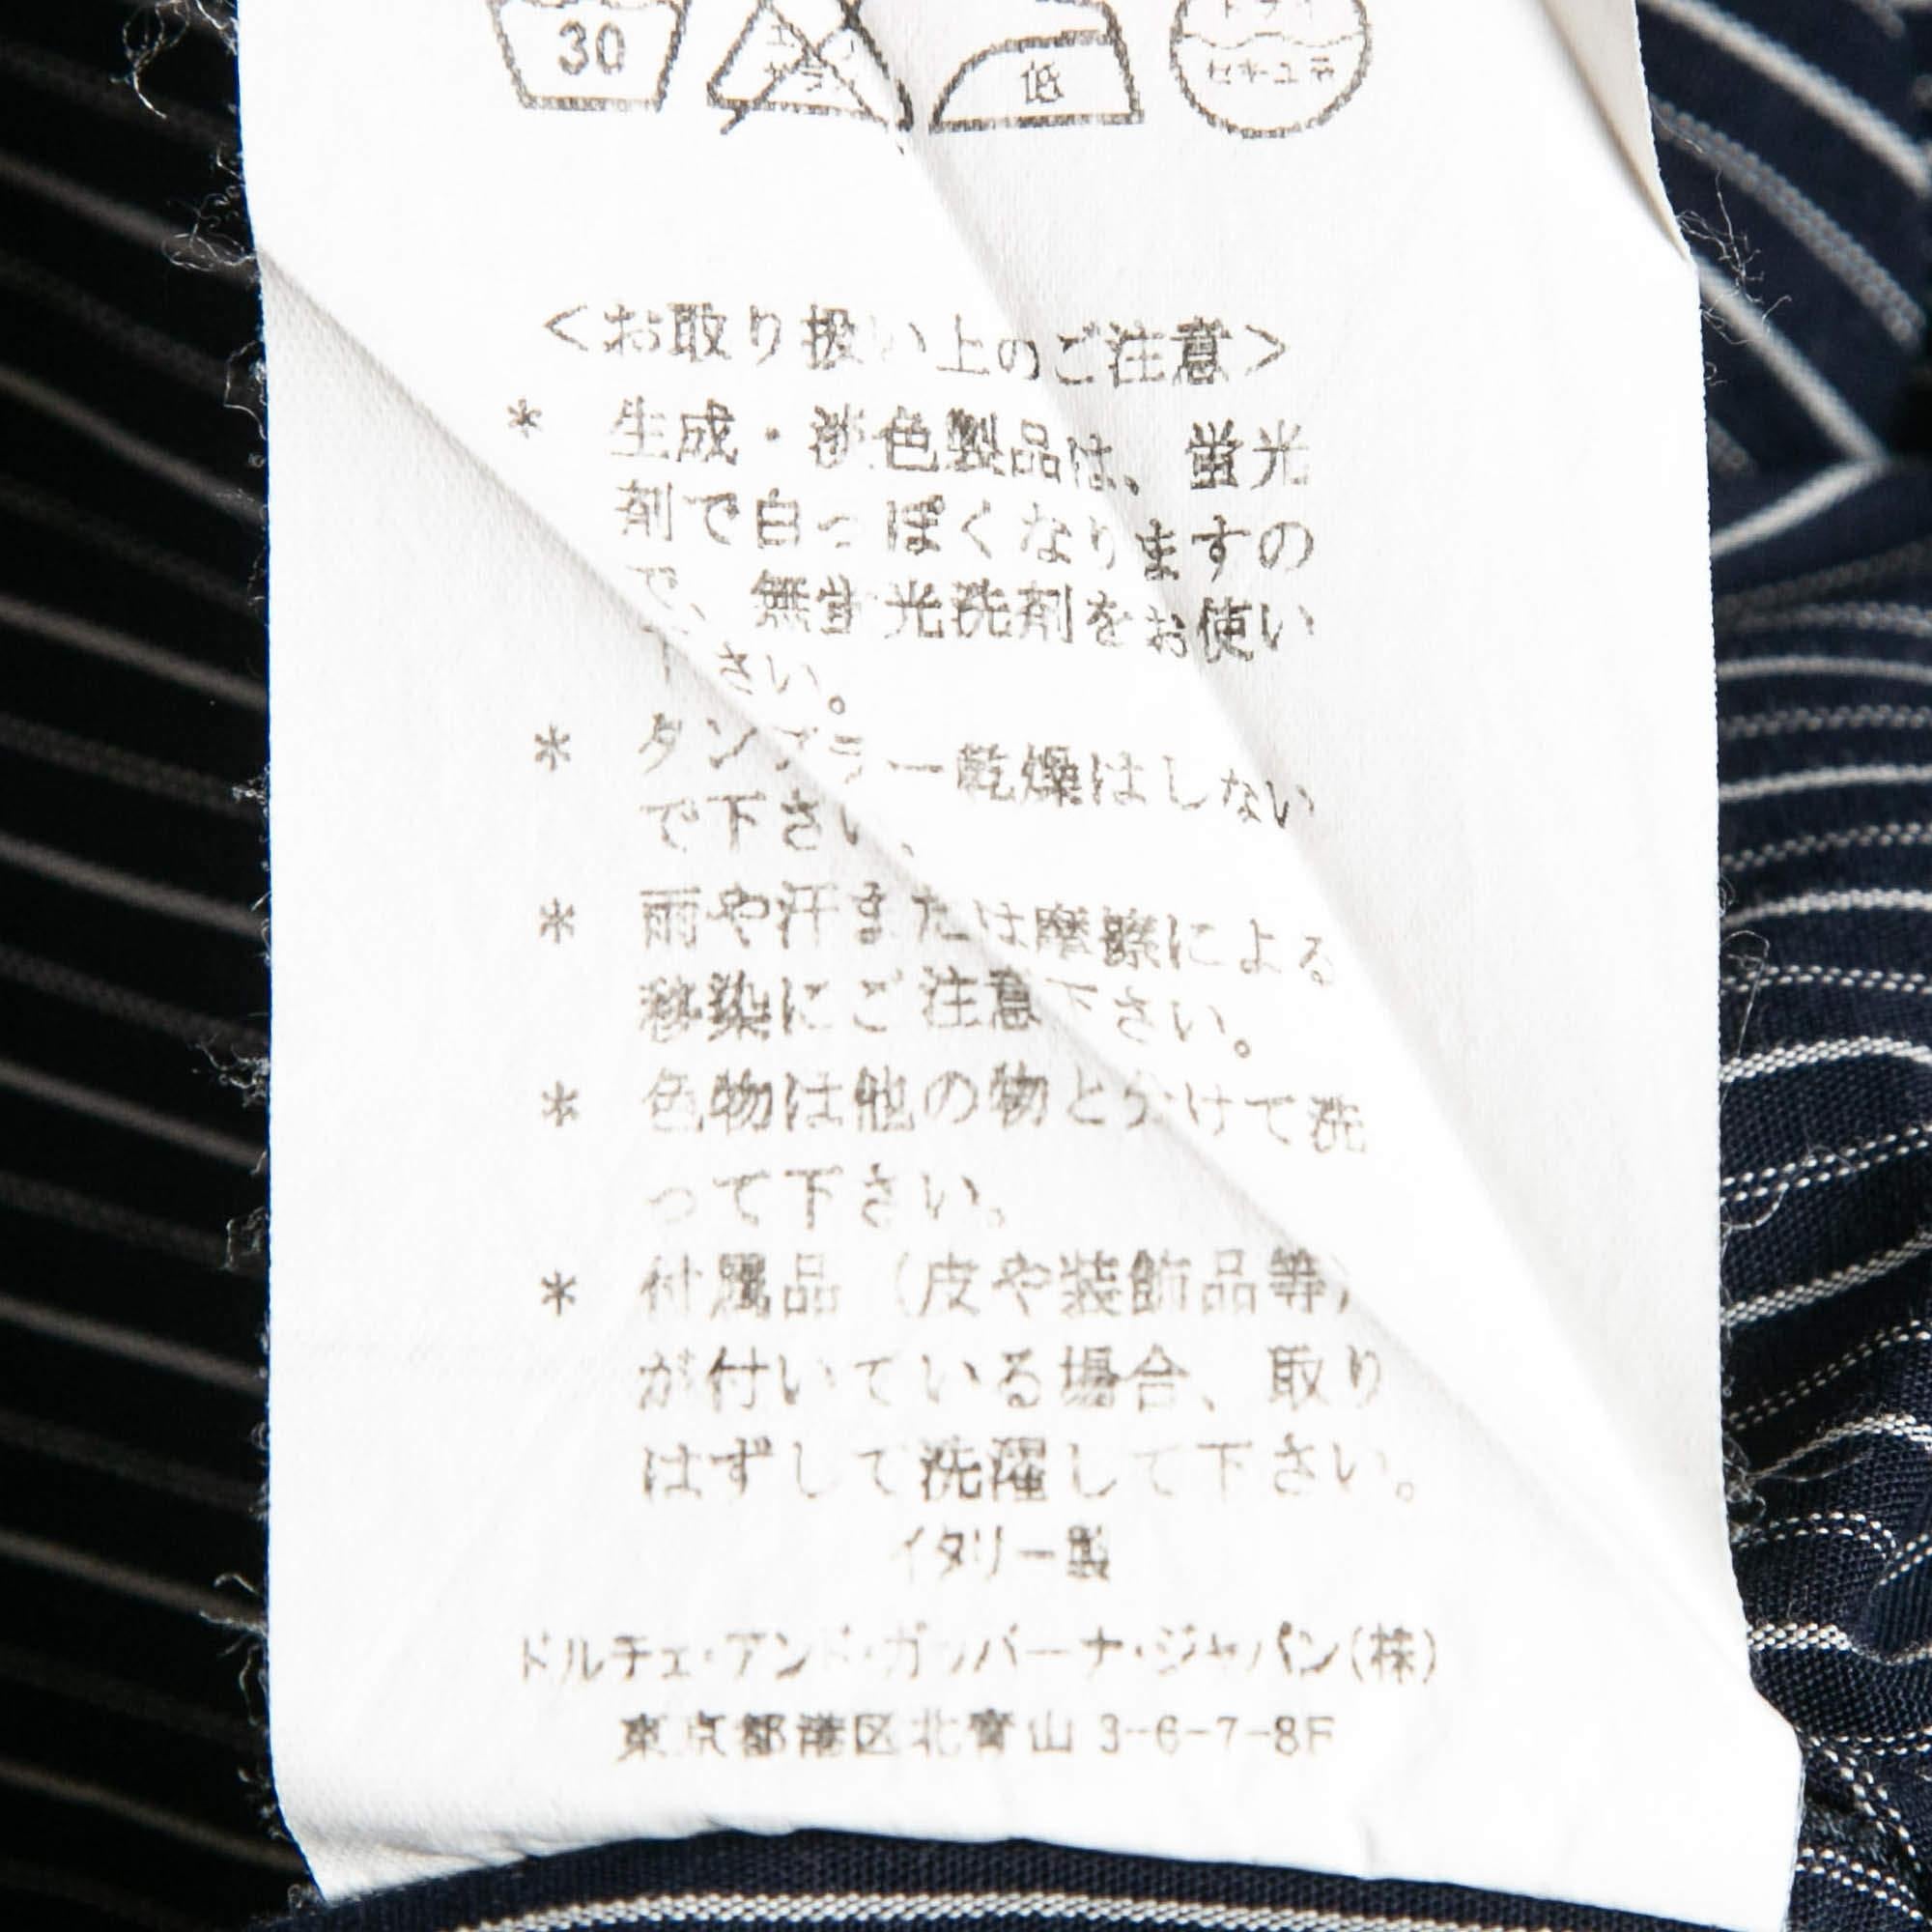 30
低
セキユ系
<お取り扱い上のご注意>
* 生成・淡色製品は、蛍光
剤で白っぽくなりますの
で、無蛍光洗剤をお使い
下さい。
* タンブラー乾燥はしない
で下さい。
* 雨や汗または摩擦による
移染にご注意下さい。
* 色物は他の物と分けて洗
って下さい。
* 付属品(皮や装飾品等)
が付いている場合、取り
はずして洗濯して下さい。
イタリー製
ドルチェ・アンド・ガッバーナ・ジャパン(株)
東京都港区北青山 3-6-7-8F